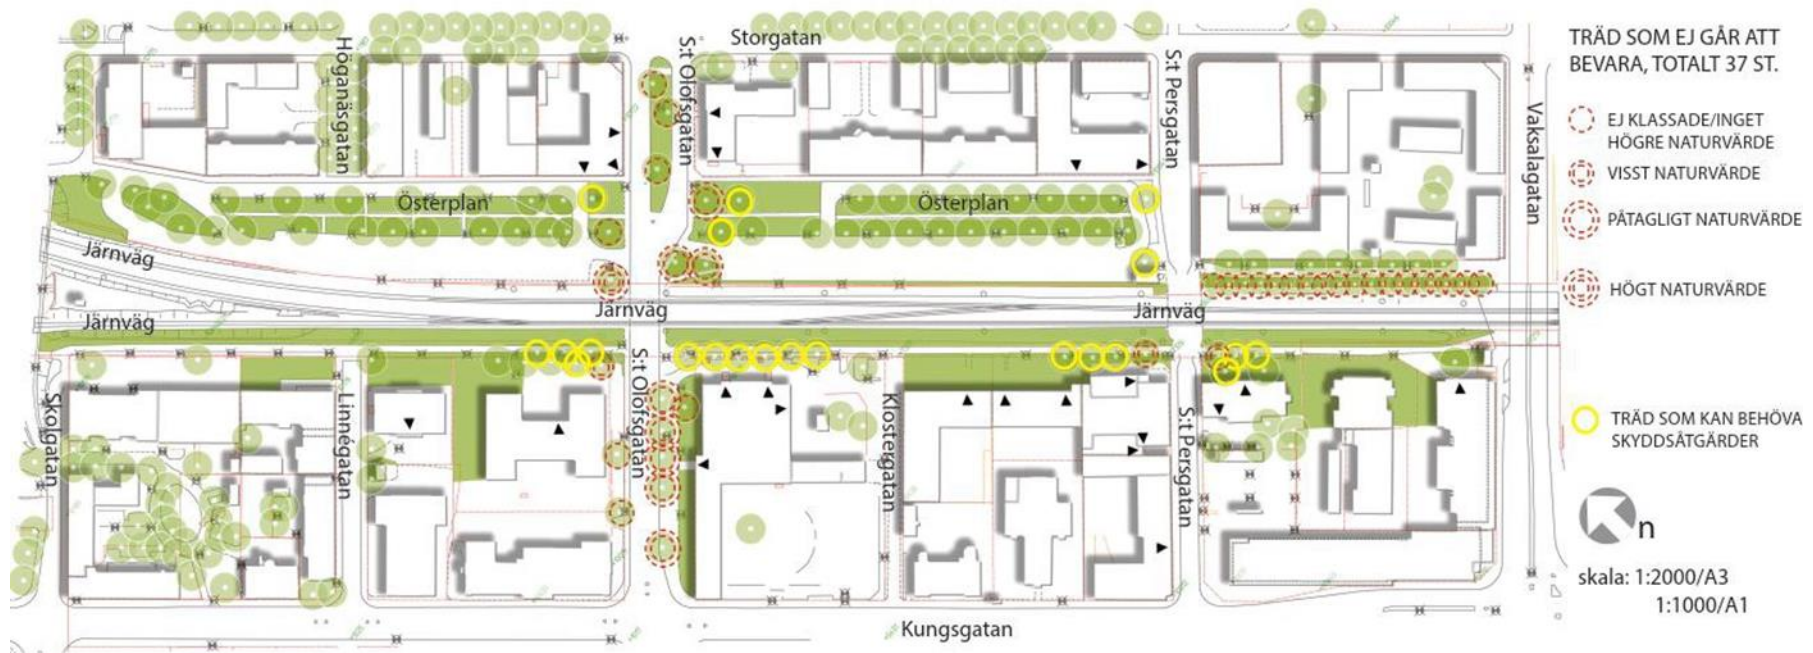 Storgatan
Höganäsgatan
S:t Olofsgatan
S:t Persgatan
Vaksalagatan
Österplan
Österplan
Järnväg
Järnväg
Järnväg
Järnväg
Skolgatan
Linnégatan
S:t Olofsgatan
Klostergatan
S:t Persgatan
Kungsgatan
TRÄD SOM EJ GÅR ATT
BEVARA, TOTALT 37 ST.
EJ KLASSADE/INGET
HÖGRE NATURVÄRDE
VISST NATURVÄRDE
PÅTAGLIGT NATURVÄRDE
HÖGT NATURVÄRDE
TRÄD SOM KAN BEHÖVA
SKYDDSÅTGÄRDER
n
skala: 1:2000/A3
1:1000/A1